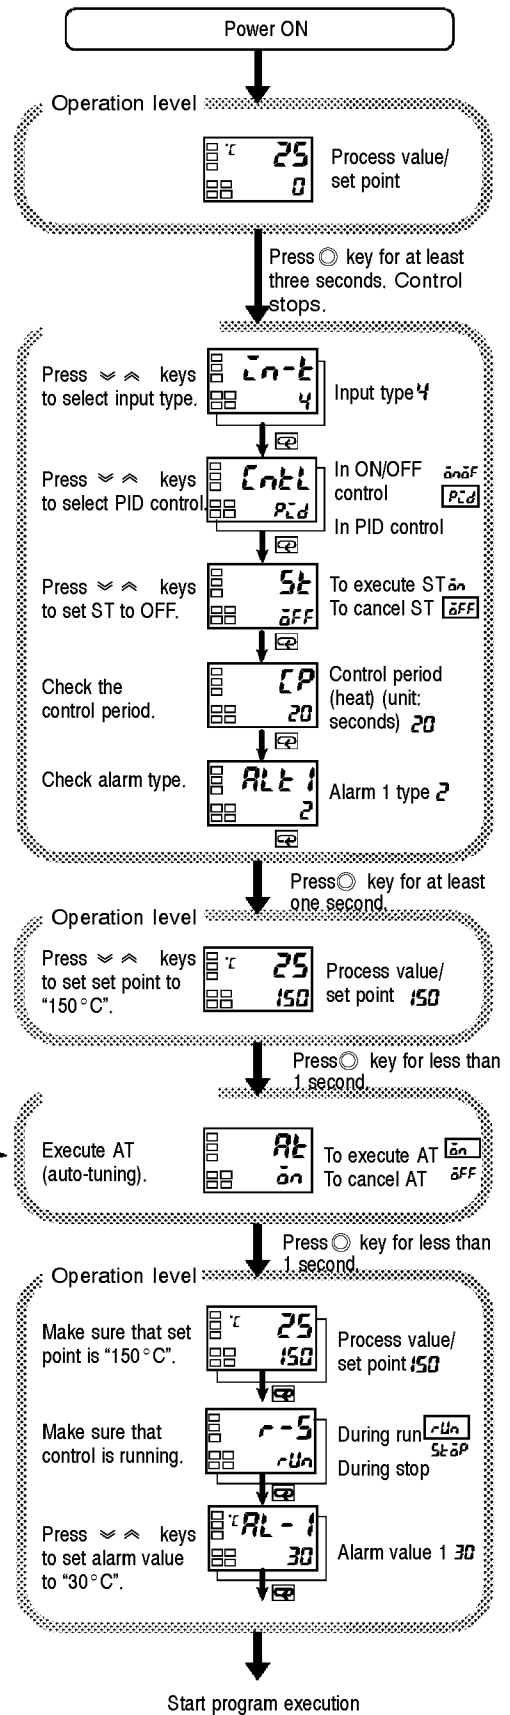 Power ON
Operation level
°C 25
0
Process value/
set point
Press key for at least
three seconds. Control
stops.
Press keys
to select input type.
in-t
4
Input type 4
Press keys
to select PID control.
CntL
Pid
In ON/OFF onoF
control Pid
In PID control
Press keys
to set ST to OFF.
St
oFF
To execute ST on
To cancel ST oFF
Check the
control period.
CP
20
Control period
(heat) (unit:
seconds) 20
Check alarm type.
ALt1
2
Alarm 1 type 2
Press key for at least
one second.
Operation level
Press keys
to set set point to
“150°C”.
°C 25
150
Process value/
set point 150
Press key for less than
1 second.
Execute AT
(auto-tuning).
At
on
To execute AT on
To cancel AT oFF
Press key for less than
1 second.
Operation level
Make sure that set
point is “150°C”.
°C 25
150
Process value/
set point 150
Make sure that
control is running.
r-S
rUn
During run rUn
StoP
During stop
Press keys
to set alarm value
to “30°C”.
°C AL-1
30
Alarm value 1 30
Start program execution